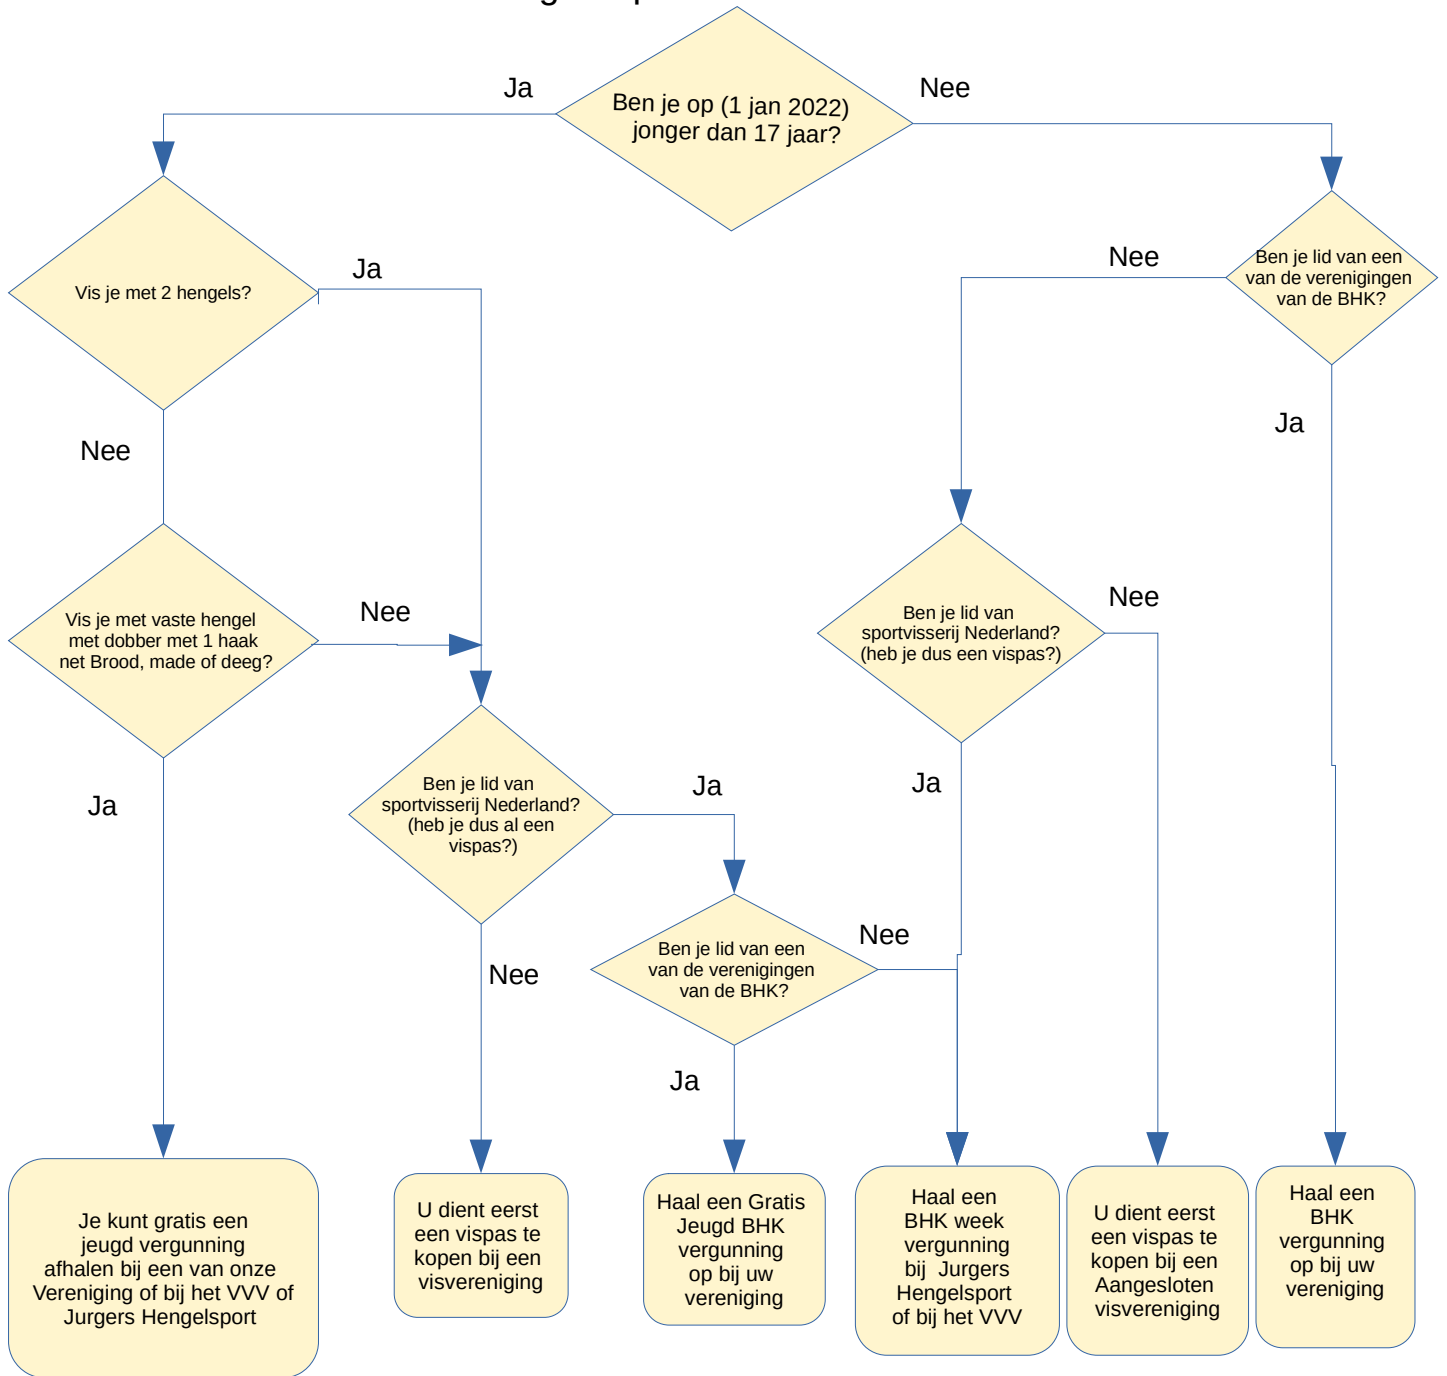 Ja
Nee
Ben je op (1 jan 2022)
jonger dan 17 jaar?
Vis je met 2 hengels?
Ja
Nee
Ben je lid van een
van de verenigingen
van de BHK?
Nee
Ja
Vis je met vaste hengel
met dobber met 1 haak
net Brood, made of deeg?
Nee
Ja
Ben je lid van
sportvisserij Nederland?
(heb je dus een vispas?)
Nee
Ja
Ben je lid van
sportvisserij Nederland?
(heb je dus al een
vispas?)
Ja
Nee
Ben je lid van een
van de verenigingen
van de BHK?
Nee
Ja
Je kunt gratis een
jeugd vergunning
afhalen bij een van onze
Vereniging of bij het VVV of
Jurgers Hengelsport
U dient eerst
een vispas te
kopen bij een
visvereniging
Haal een Gratis
Jeugd BHK
vergunning
op bij uw
vereniging
Haal een
BHK week
vergunning
bij Jurgers
Hengelsport
of bij het VVV
U dient eerst
een vispas te
kopen bij een
Aangesloten
visvereniging
Haal een
BHK
vergunning
op bij uw
vereniging